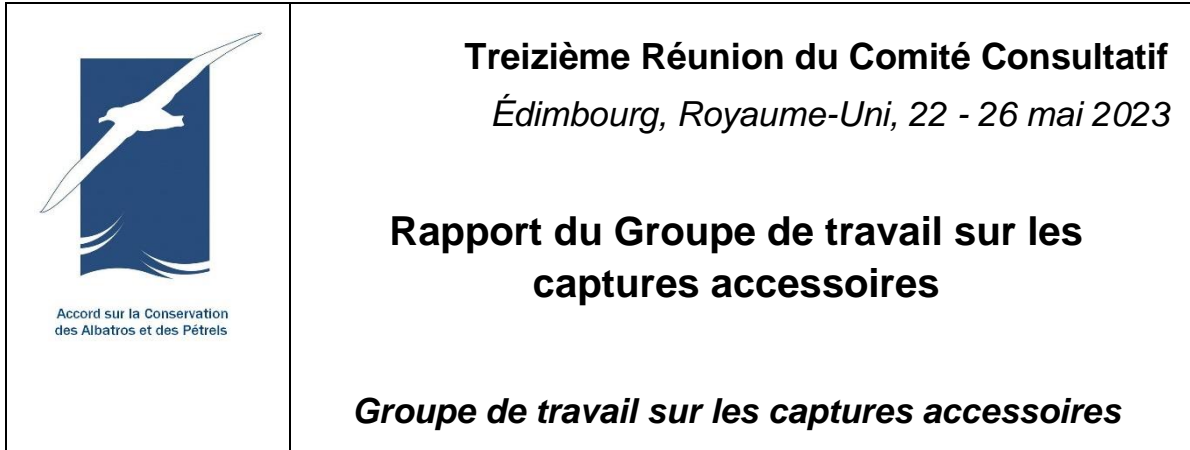 Accord sur la Conservation
des Albatros et des Pétrels
Treizième Réunion du Comité Consultatif
Édimbourg, Royaume-Uni, 22 - 26 mai 2023
Rapport du Groupe de travail sur les
captures accessoires
Groupe de travail sur les captures accessoires